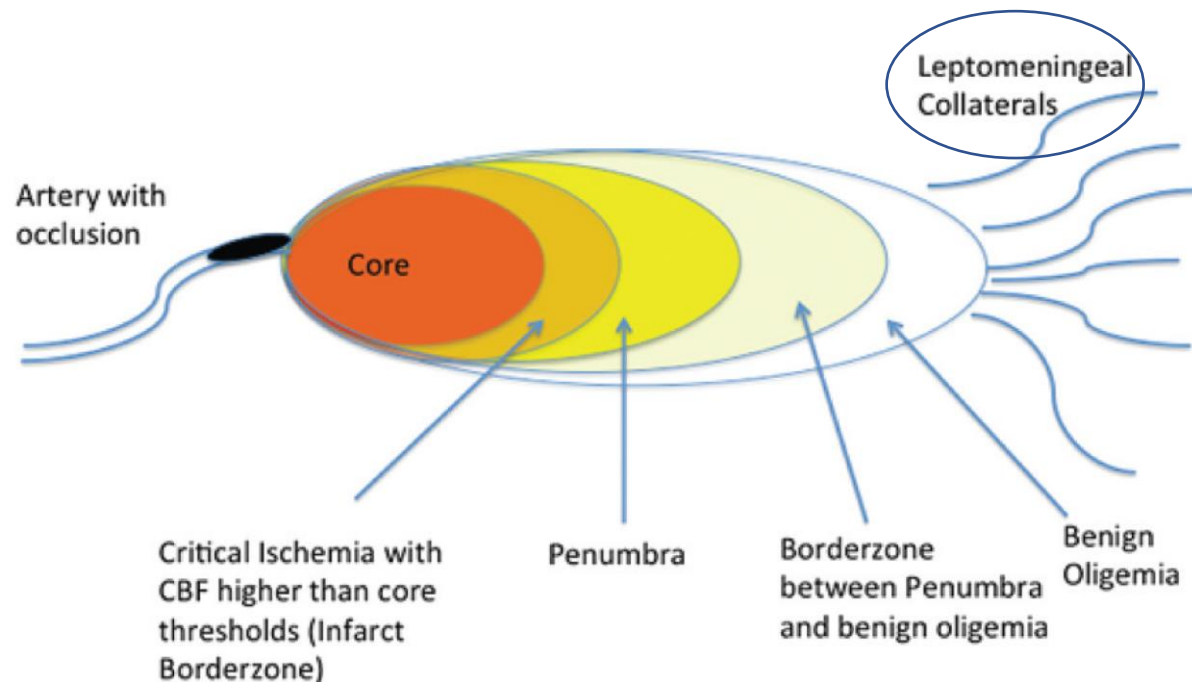 Leptomeningeal
Collaterals
Artery with
occlusion
Core
Critical Ischemia with
CBF higher than core
thresholds (Infarct
Borderzone)
Penumbra
Borderzone
between Penumbra
and benign oligemia
Benign
Oligemia